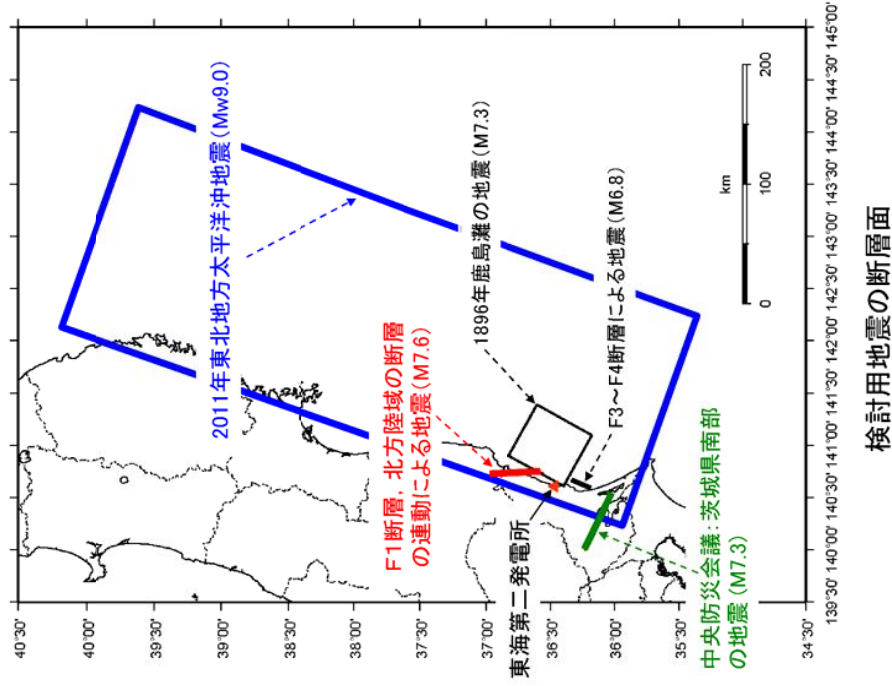 40°30'
40°00'
39°30'
39°00'
38°30'
38°00'
37°30'
37°00'
36°30'
36°00'
35°30'
34°30'
2011年東北地方太平洋沖地震(Mw9.0)
F1断層，北方陸域の断層
の連動による地震(M7.6)
1896年鹿島灘の地震(M7.3)
東海第二発電所
F3～F4断層による地震(M6.8)
中央防災会議：茨城県南部
の地震(M7.3)
km
0 100 200
139°30' 140°00' 140°30' 141°00' 141°30' 142°00' 142°30' 143°00' 143°30' 144°00' 144°30' 145°00'
検討用地震の断層面